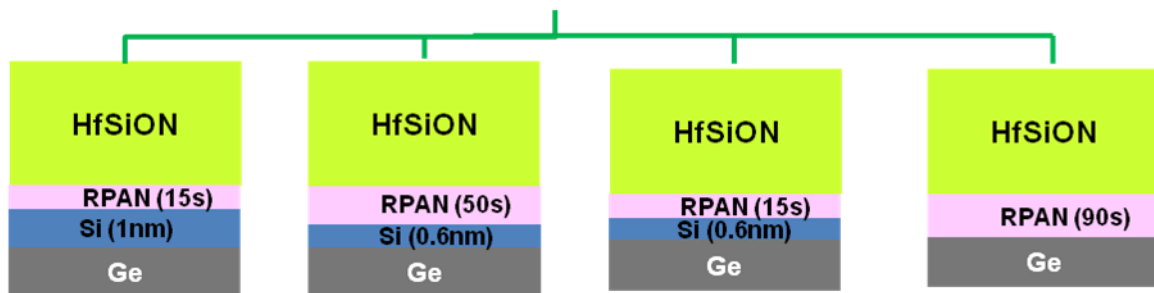 HfSiON
RPAN (15s)
Si (1nm)
Ge
HfSiON
RPAN (50s)
Si (0.6nm)
Ge
HfSiON
RPAN (15s)
Si (0.6nm)
Ge
HfSiON
RPAN (90s)
Ge